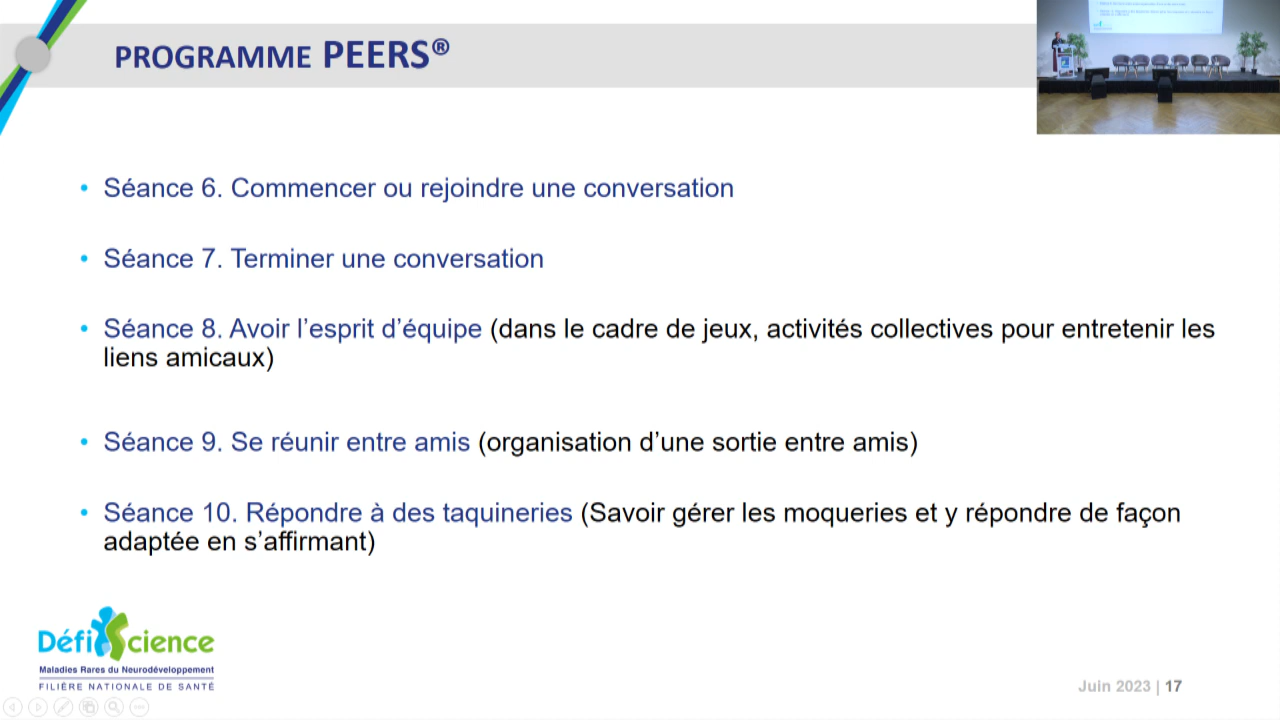 PROGRAMME PEERS®
• Séance 6. Commencer ou rejoindre une conversation
• Séance 7. Terminer une conversation
• Séance 8. Avoir l’esprit d’équipe (dans le cadre de jeux, activités collectives pour entretenir les
liens amicaux)
• Séance 9. Se réunir entre amis (organisation d’une sortie entre amis)
• Séance 10. Répondre à des taquineries (Savoir gérer les moqueries et y répondre de façon
adaptée en s’affirmant)
DéfiScience
Maladies Rares du Neurodéveloppement
FILIÈRE NATIONALE DE SANTÉ
Juin 2023 | 17